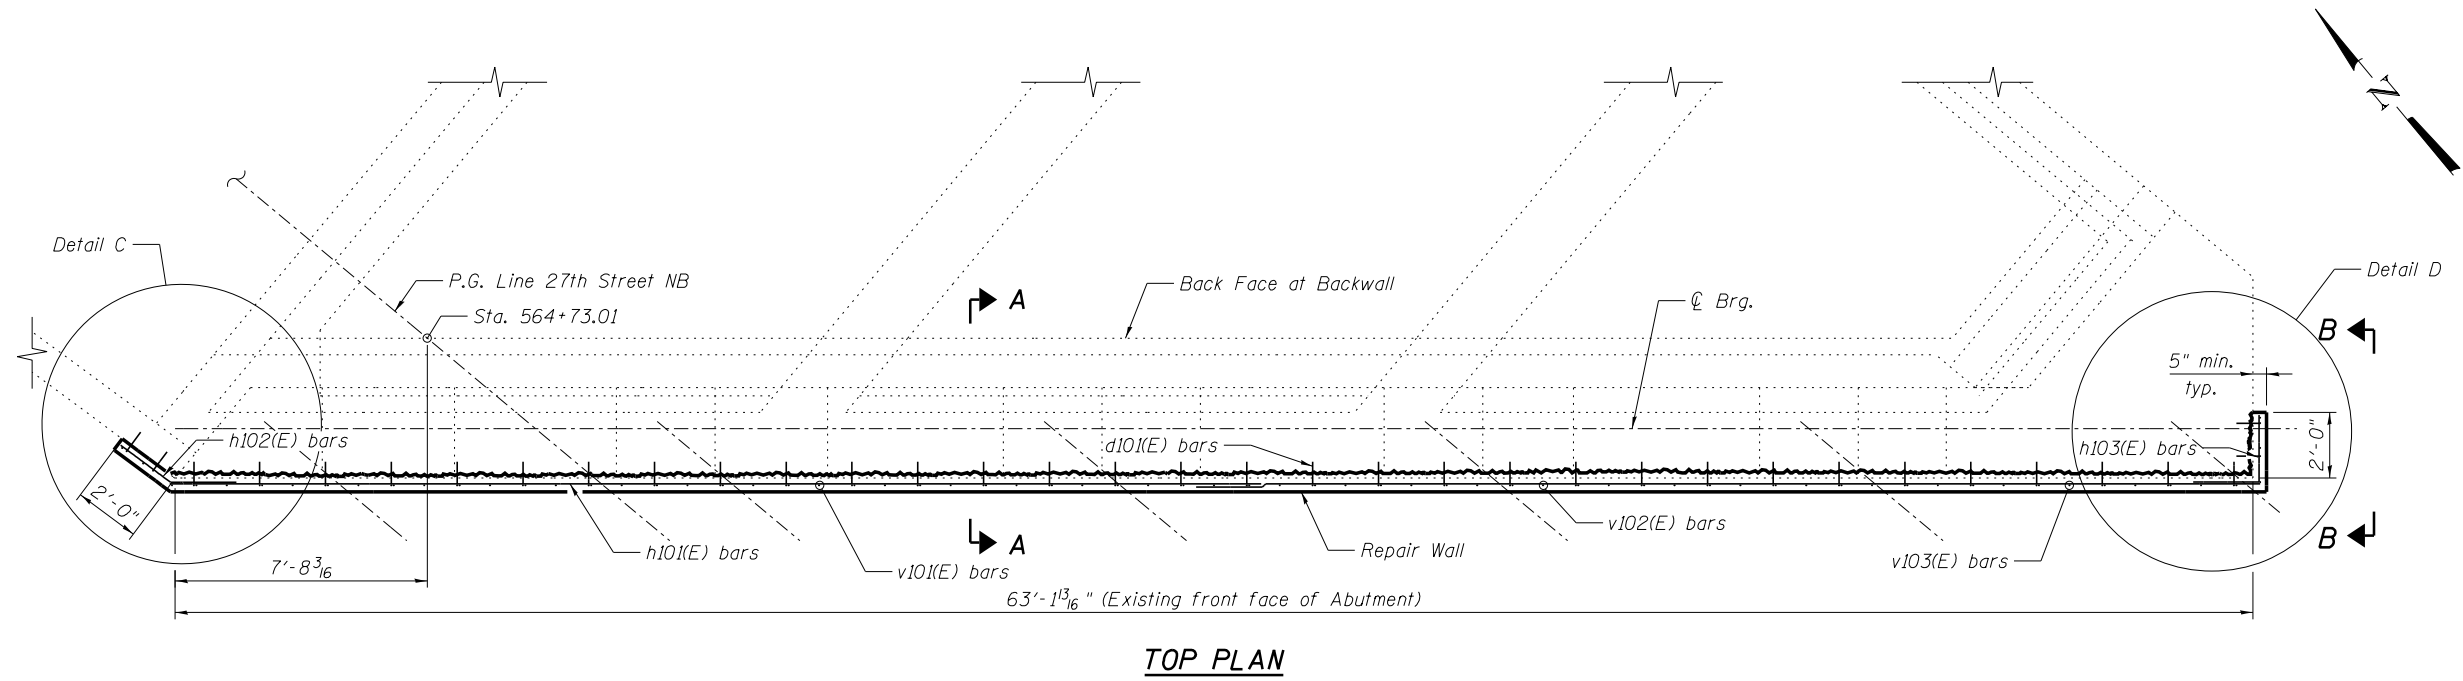 N
Detail C
P.G. Line 27th Street NB
Sta. 564+73.01
A
Back Face at Backwall
℄ Brg.
Detail D
B
5" min.
typ.
h102(E) bars
d101(E) bars
h103(E) bars
2'-0"
2'-0"
A
h101(E) bars
v101(E) bars
Repair Wall
v102(E) bars
v103(E) bars
B
7'-8 3/16
63'-1 13/16 " (Existing front face of Abutment)
TOP PLAN